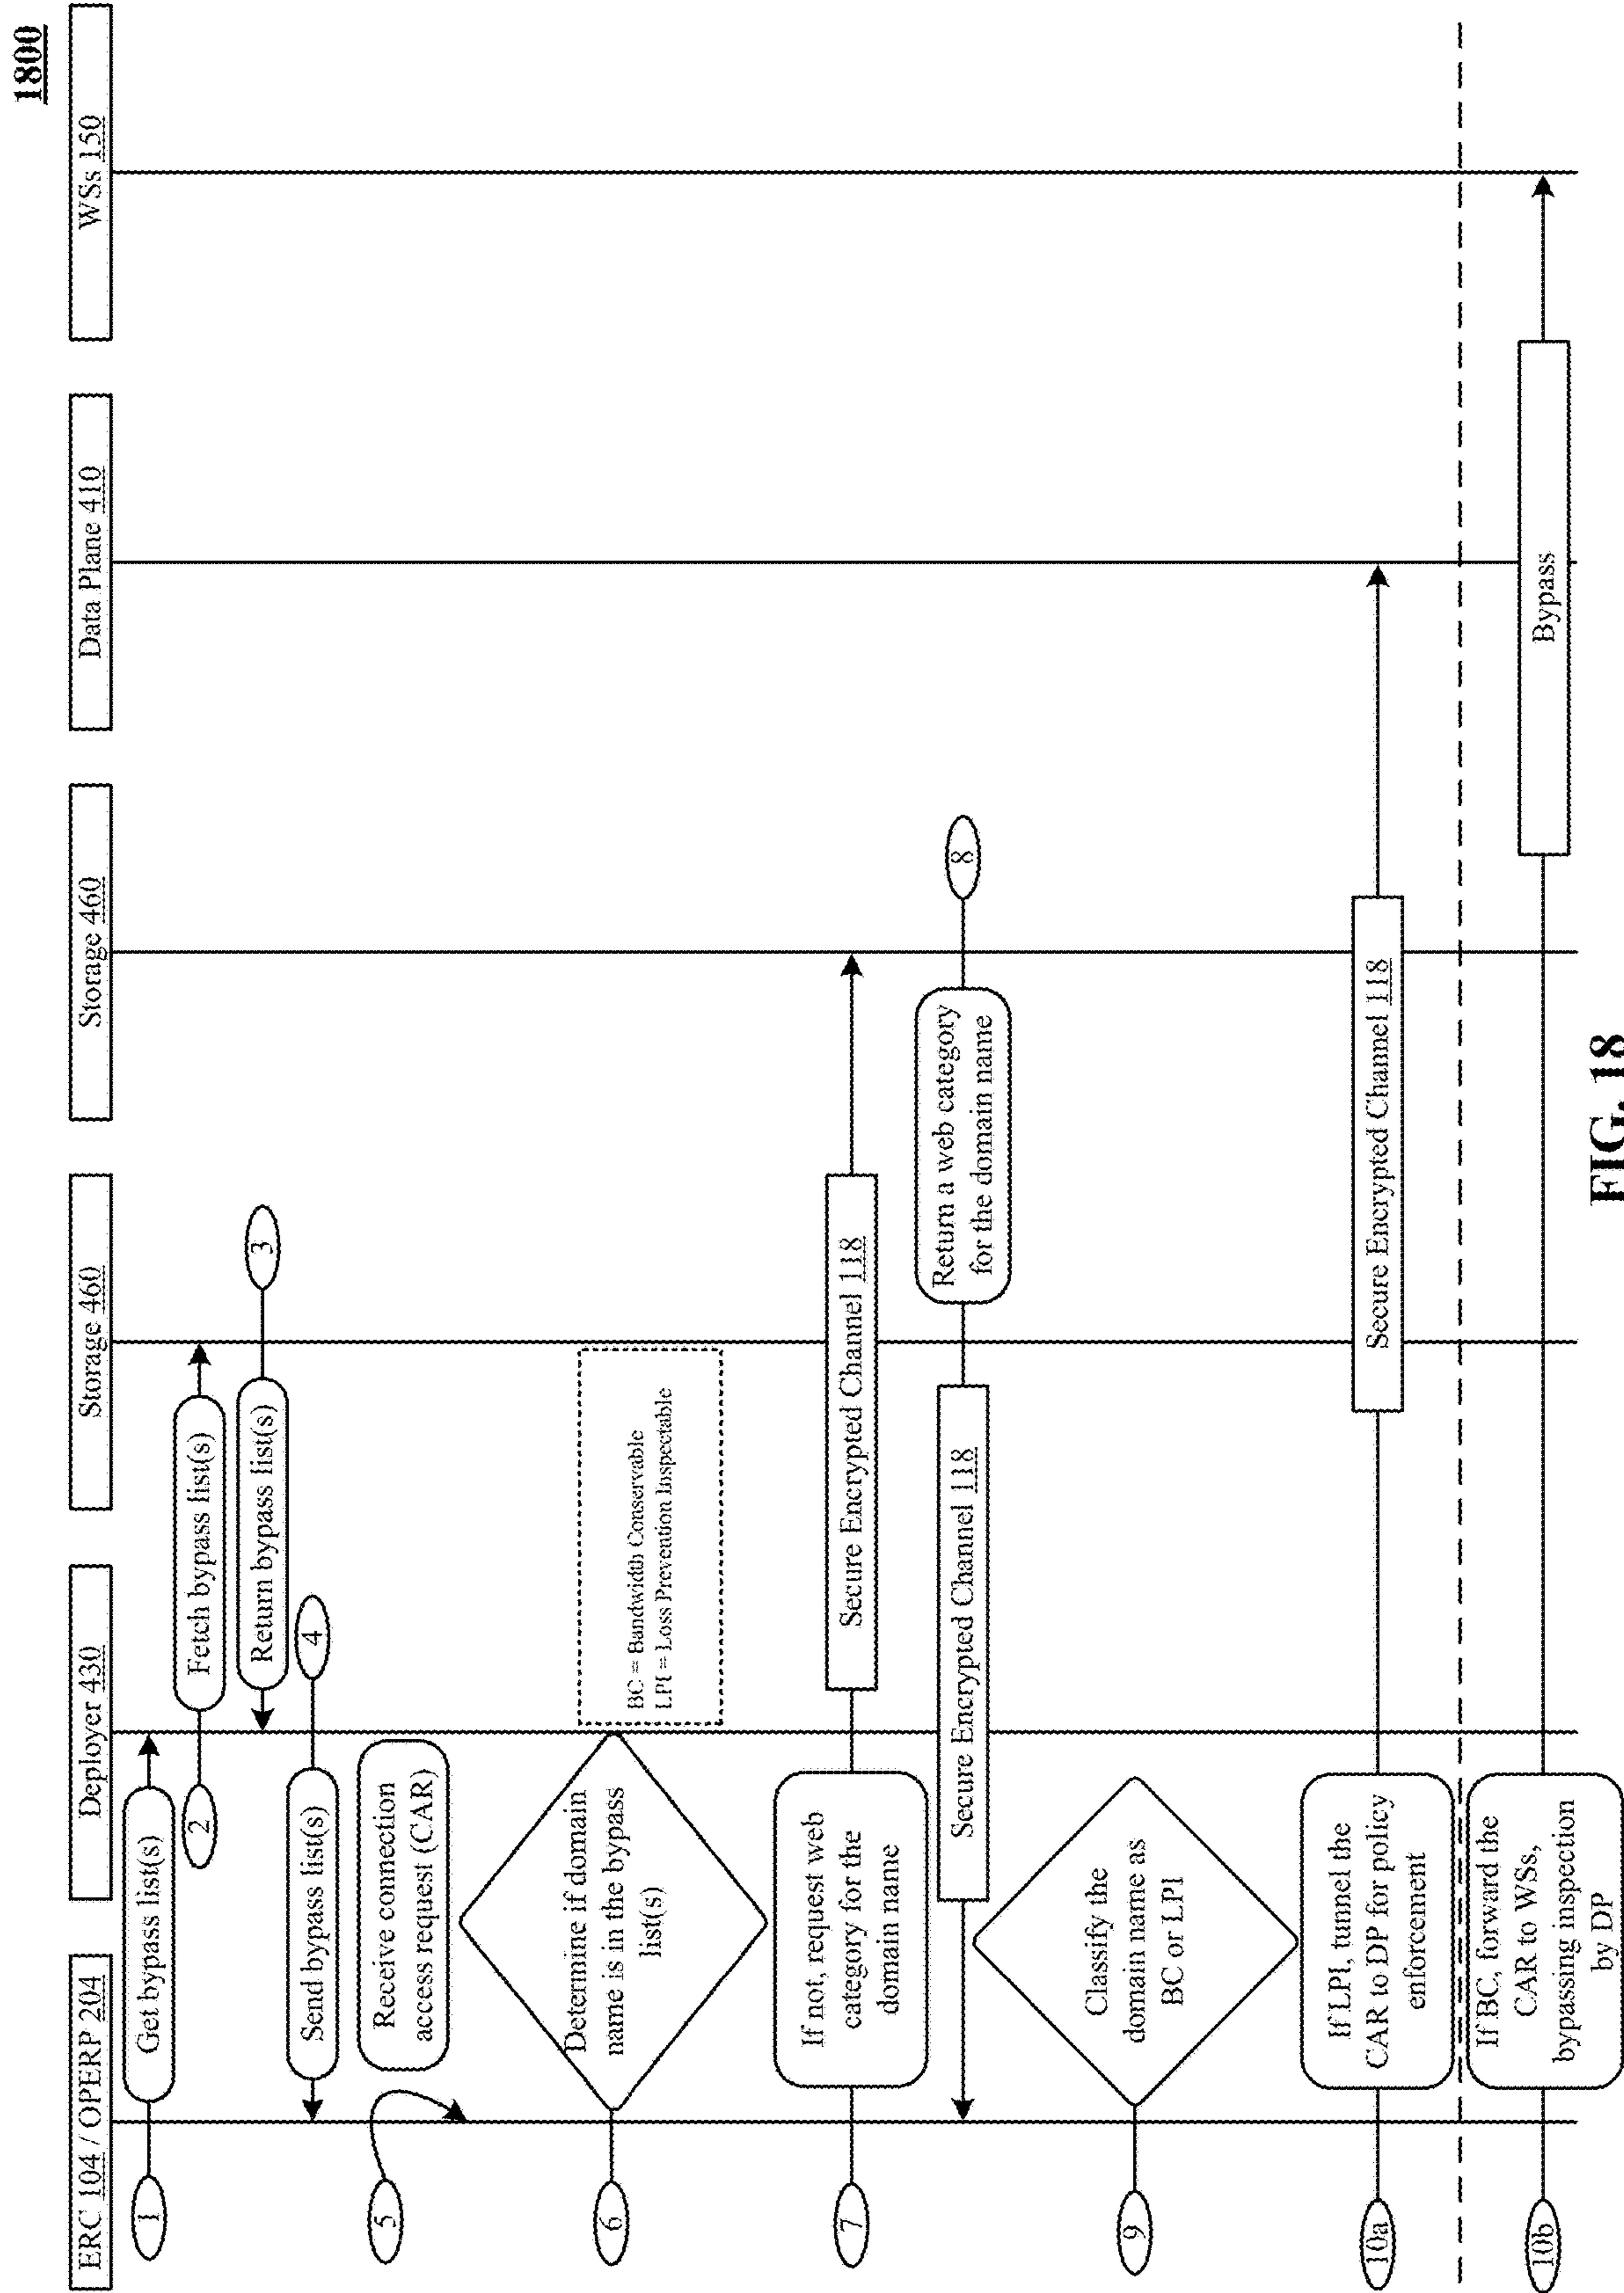 1800
ERC 104 / OPERP 204
Deployer 430
Storage 460
Storage 460
Data Plane 410
WSs 150
1
Get bypass list(s)
2
Fetch bypass list(s)
Return bypass list(s)
3
Send bypass list(s)
4
5
Receive connection
access request (CAR)
6
Determine if domain
name is in the bypass
list(s)
BC = Bandwidth Conservable
LPI = Loss Prevention Inspectable
7
If not, request web
category for the
domain name
Secure Encrypted Channel 118
Secure Encrypted Channel 118
Return a web category
for the domain name
8
9
Classify the
domain name as
BC or LPI
10a
If LPI, tunnel the
CAR to DP for policy
enforcement
Secure Encrypted Channel 118
10b
If BC, forward the
CAR to WSs,
bypassing inspection
by DP
Bypass
FIG. 18